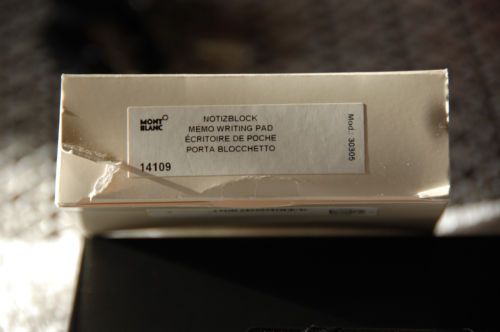 MONT
BLANC
NOTIZBLOCK
MEMO WRITING PAD
ÉCRITOIRE DE POCHE
PORTA BLOCCHETTO
14109
Mod.: 30305